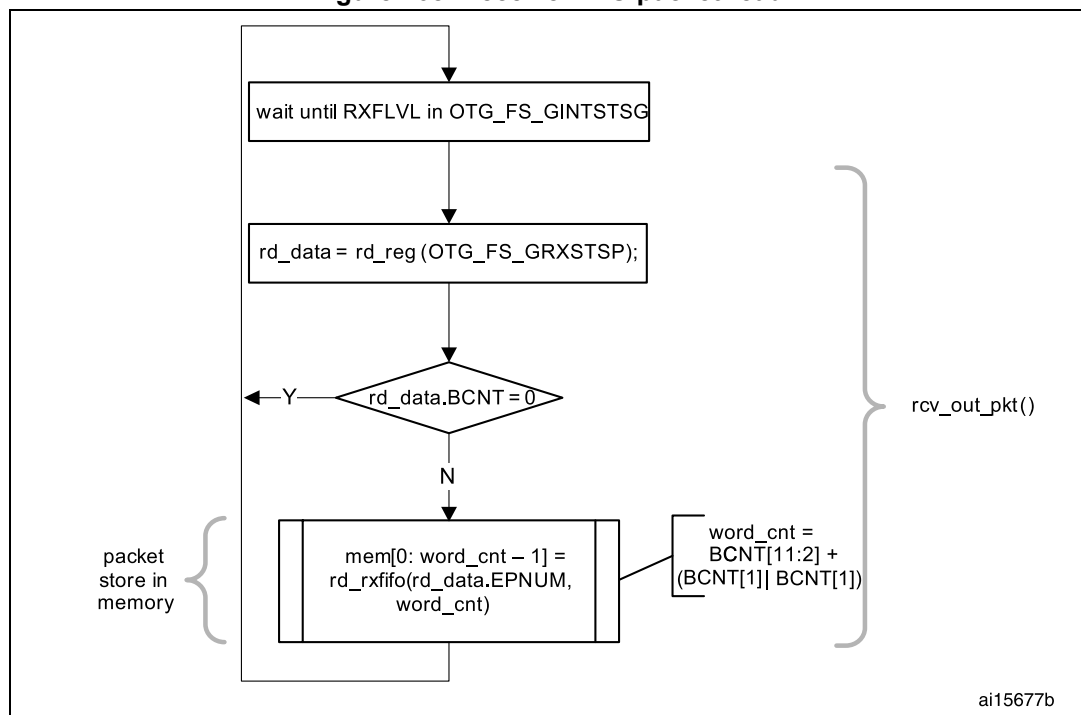 wait until RXFLVL in OTG_FS_GINTSTSG
rd_data = rd_reg (OTG_FS_GRXSTSP);
rd_data.BCNT = 0
Y
rcv_out_pkt()
N
packet
store in
memory
mem[0: word_cnt – 1] =
rd_rxfifo(rd_data.EPNUM,
word_cnt)
word_cnt =
BCNT[11:2] +
(BCNT[1] | BCNT[1])
ai15677b